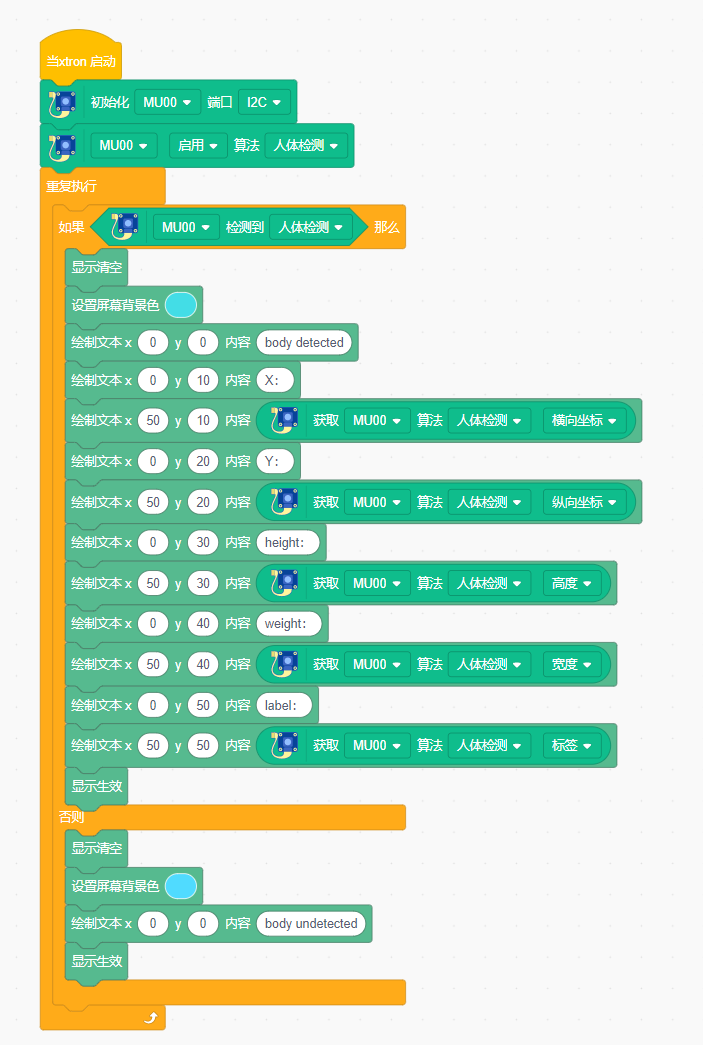 当xtron 启动
初始化 MU00 端口 I2C
MU00 启用 算法 人体检测
重复执行
如果 MU00 检测到 人体检测 那么
显示清空
设置屏幕背景色
绘制文本 x 0 y 0 内容 body detected
绘制文本 x 0 y 10 内容 X:
绘制文本 x 50 y 10 内容 获取 MU00 算法 人体检测 横向坐标
绘制文本 x 0 y 20 内容 Y:
绘制文本 x 50 y 20 内容 获取 MU00 算法 人体检测 纵向坐标
绘制文本 x 0 y 30 内容 height:
绘制文本 x 50 y 30 内容 获取 MU00 算法 人体检测 高度
绘制文本 x 0 y 40 内容 weight:
绘制文本 x 50 y 40 内容 获取 MU00 算法 人体检测 宽度
绘制文本 x 0 y 50 内容 label:
绘制文本 x 50 y 50 内容 获取 MU00 算法 人体检测 标签
显示生效
否则
显示清空
设置屏幕背景色
绘制文本 x 0 y 0 内容 body undetected
显示生效